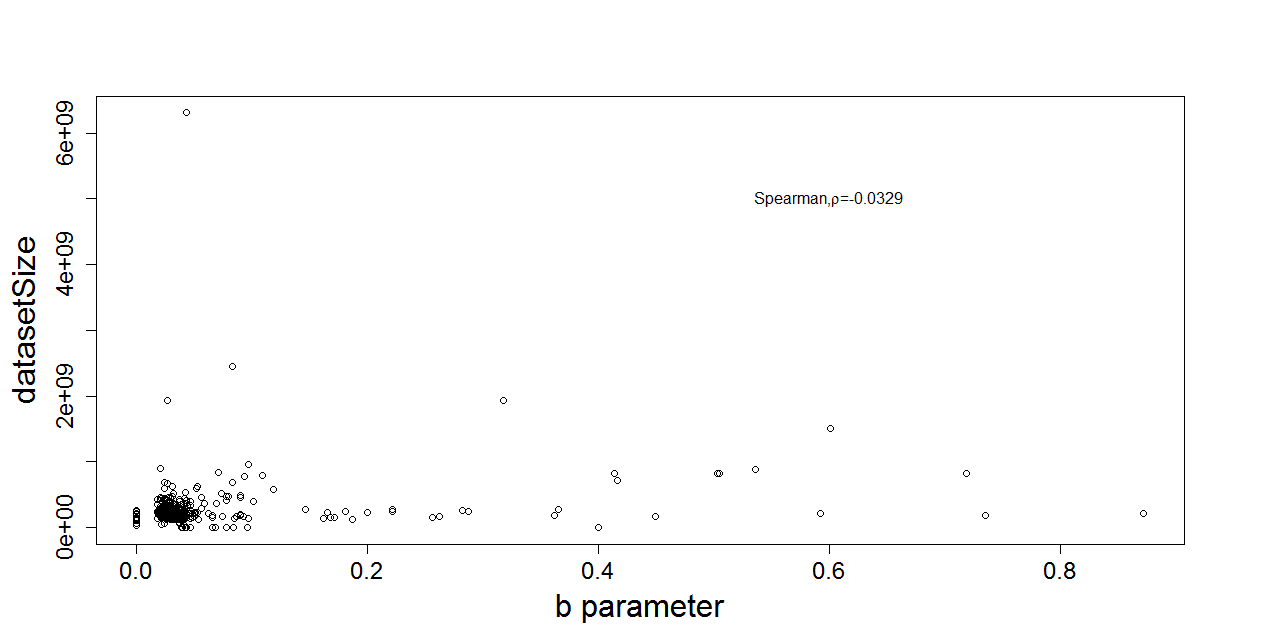 6e+09
4e+09
2e+09
0e+00
datasetSize
Spearman,ρ=-0.0329
0.0 0.2 0.4 0.6 0.8
b parameter